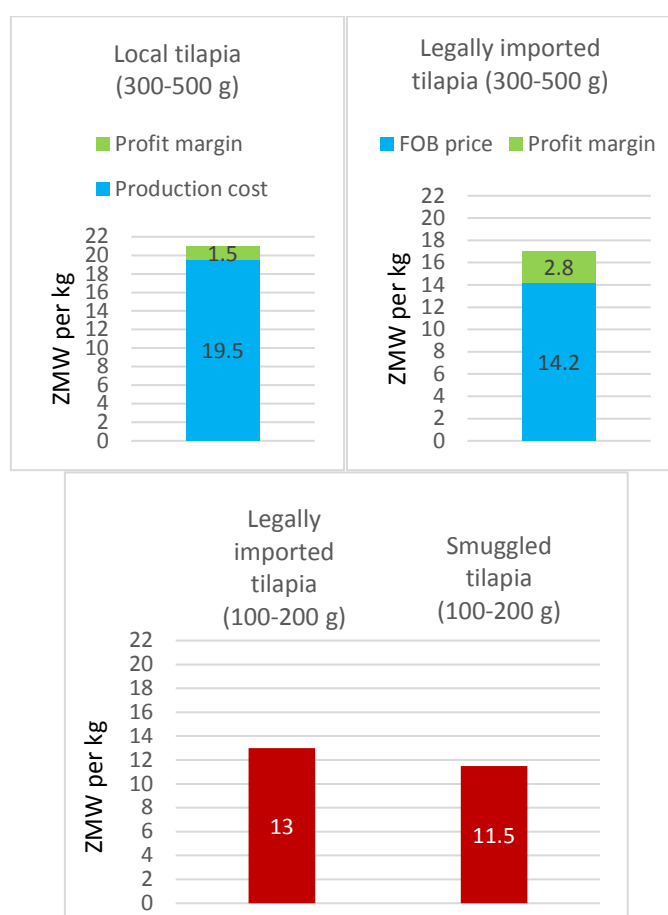 Local tilapia
(300-500 g)
Profit margin
Production cost
ZMW per kg
22
20
18
16
14
12
10
8
6
4
2
0
1.5
19.5
Legally imported
tilapia (300-500 g)
FOB price
Profit margin
ZMW per kg
22
20
18
16
14
12
10
8
6
4
2
0
2.8
14.2
Legally
imported
tilapia
(100-200 g)
Smuggled
tilapia
(100-200 g)
ZMW per kg
22
20
18
16
14
12
10
8
6
4
2
0
13
11.5